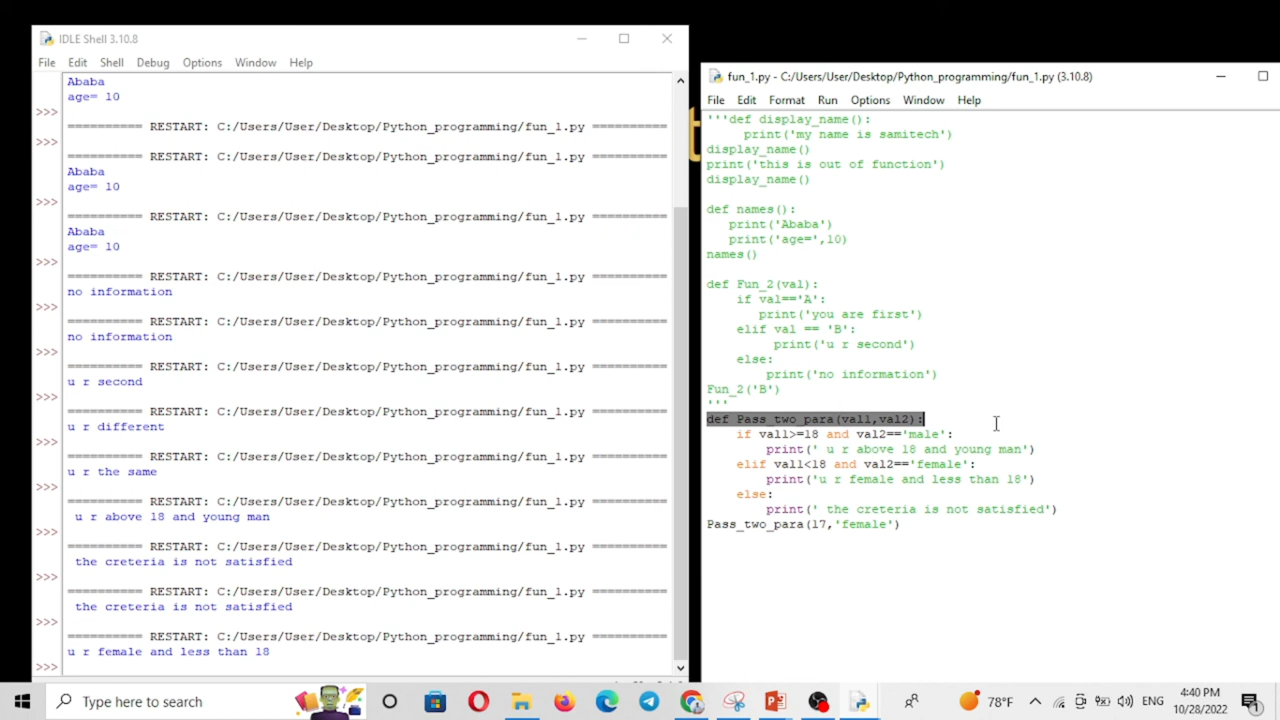 IDLE Shell 3.10.8
File Edit Shell Debug Options Window Help
Ababa
age= 10
>>>
========== RESTART: C:/Users/User/Desktop/Python_programming/fun_1.py ==========
>>>
========== RESTART: C:/Users/User/Desktop/Python_programming/fun_1.py ==========
Ababa
age= 10
>>>
========== RESTART: C:/Users/User/Desktop/Python_programming/fun_1.py ==========
Ababa
age= 10
>>>
========== RESTART: C:/Users/User/Desktop/Python_programming/fun_1.py ==========
no information
>>>
========== RESTART: C:/Users/User/Desktop/Python_programming/fun_1.py ==========
no information
>>>
========== RESTART: C:/Users/User/Desktop/Python_programming/fun_1.py ==========
u r second
>>>
========== RESTART: C:/Users/User/Desktop/Python_programming/fun_1.py ==========
u r different
>>>
========== RESTART: C:/Users/User/Desktop/Python_programming/fun_1.py ==========
u r the same
>>>
========== RESTART: C:/Users/User/Desktop/Python_programming/fun_1.py ==========
 u r above 18 and young man
>>>
========== RESTART: C:/Users/User/Desktop/Python_programming/fun_1.py ==========
 the creteria is not satisfied
>>>
========== RESTART: C:/Users/User/Desktop/Python_programming/fun_1.py ==========
 the creteria is not satisfied
>>>
========== RESTART: C:/Users/User/Desktop/Python_programming/fun_1.py ==========
u r female and less than 18
>>>
fun_1.py - C:/Users/User/Desktop/Python_programming/fun_1.py (3.10.8)
File Edit Format Run Options Window Help
'''def display_name():
     print('my name is samitech')
display_name()
print('this is out of function')
display_name()

def names():
   print('Ababa')
   print('age=',10)
names()

def Fun_2(val):
    if val=='A':
       print('you are first')
    elif val == 'B':
         print('u r second')
    else:
        print('no information')
Fun_2('B')
'''
def Pass_two_para(val1,val2):
    if val1>=18 and val2=='male':
        print(' u r above 18 and young man')
    elif val1<18 and val2=='female':
        print('u r female and less than 18')
    else:
        print(' the creteria is not satisfied')
Pass_two_para(17,'female')
Type here to search
78°F
ENG
4:40 PM
10/28/2022
1